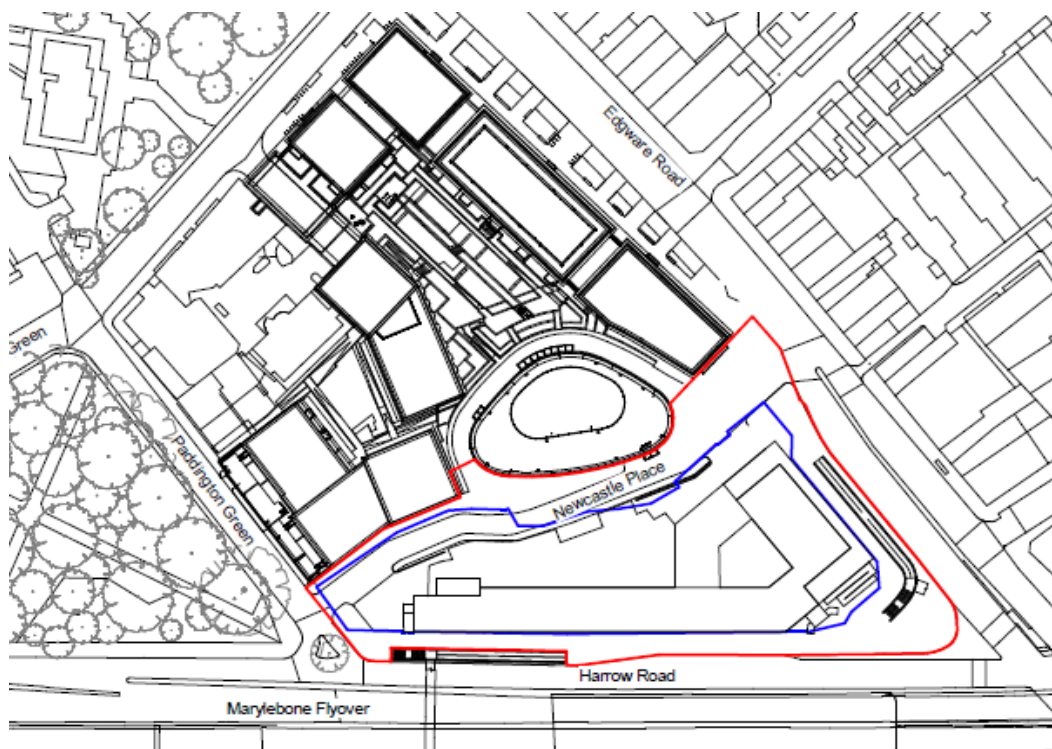 Edgware Road
Green
Paddington Green
Newcastle Place
Harrow Road
Marylebone Flyover